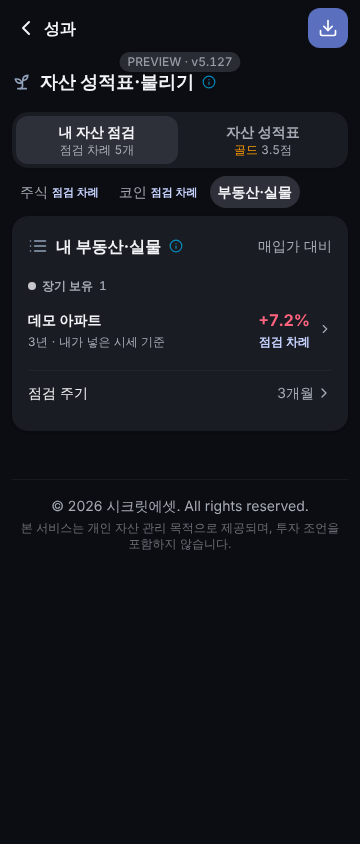 성과
PREVIEW · v5.127
자산 성적표·불리기
내 자산 점검
점검 차례 5개
자산 성적표
골드 3.5점
주식 점검 차례
코인 점검 차례
부동산·실물
내 부동산·실물
매입가 대비
장기 보유 1
데모 아파트
+7.2%
3년 · 내가 넣은 시세 기준
점검 차례
점검 주기
3개월
© 2026 시크릿에셋. All rights reserved.
본 서비스는 개인 자산 관리 목적으로 제공되며, 투자 조언을
포함하지 않습니다.